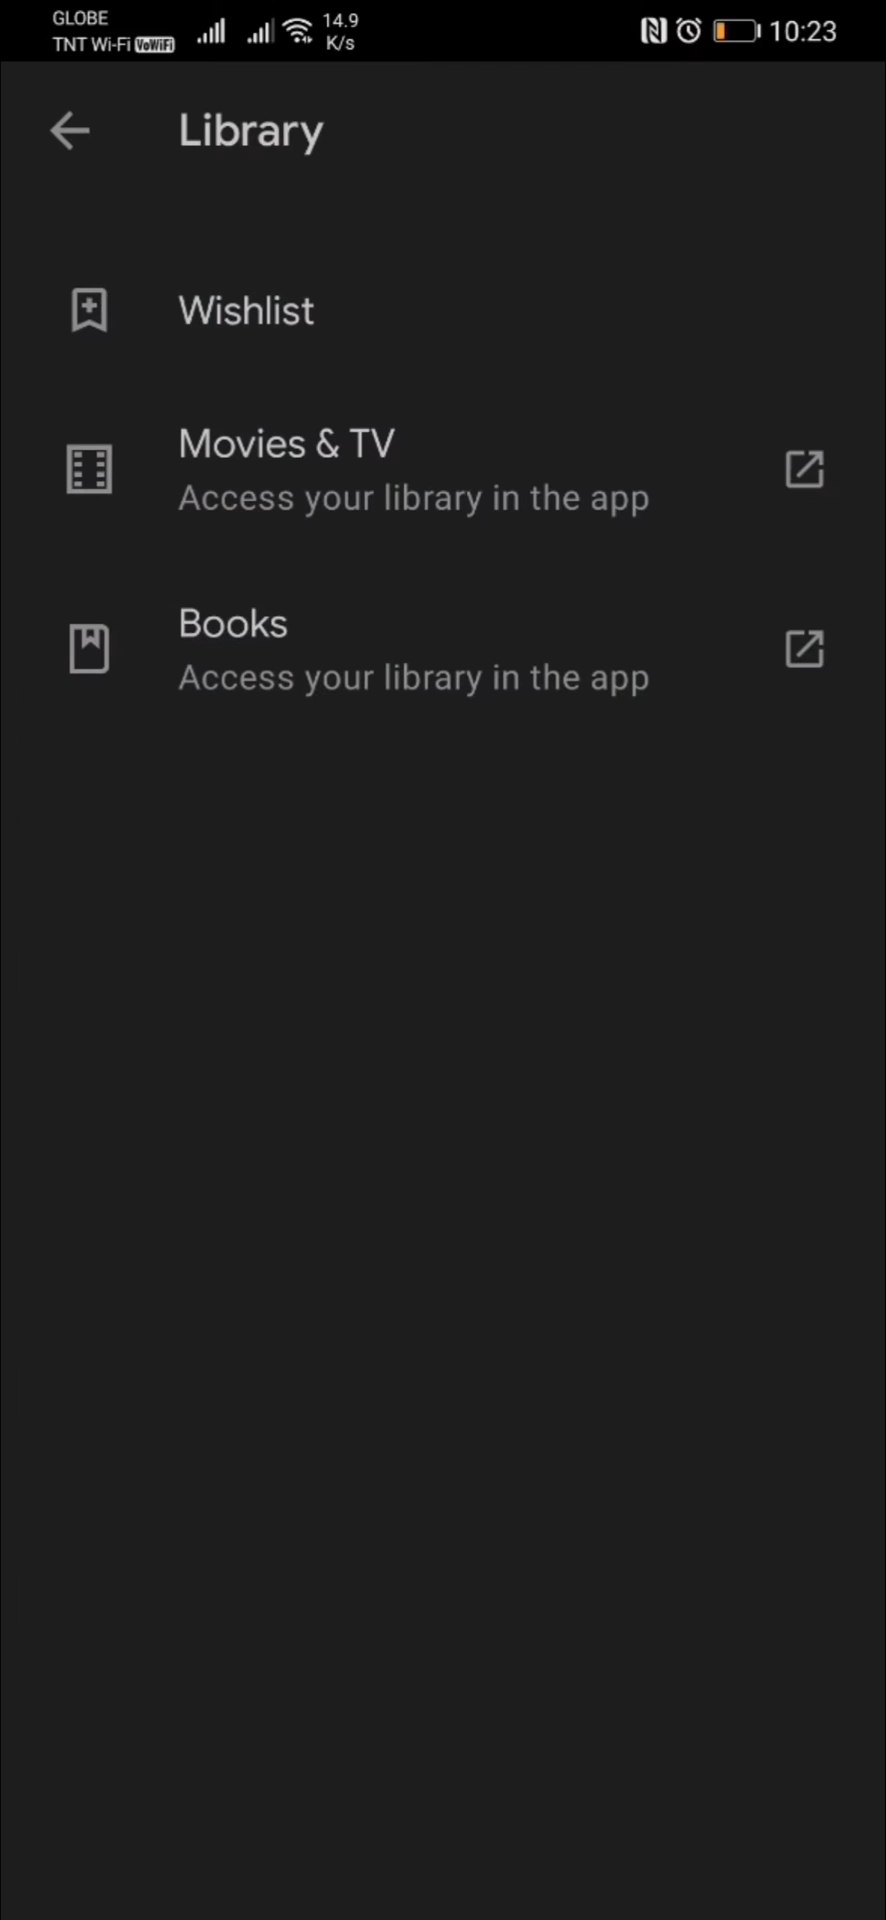 GLOBE
TNT Wi-Fi VoWiFi
14.9
K/s
10:23
Library
Wishlist
Movies & TV
Access your library in the app
Books
Access your library in the app